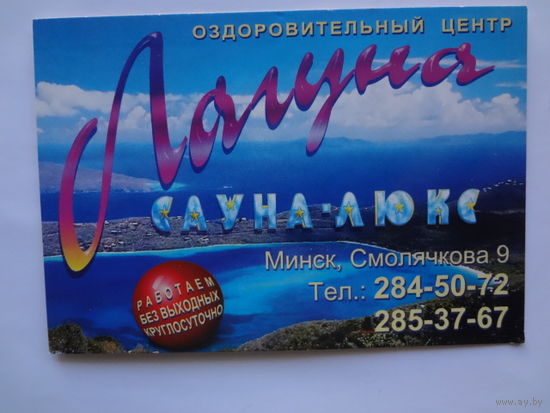 ОЗДОРОВИТЕЛЬНЫЙ ЦЕНТР
Лагуна
САУНА-ЛЮКС
Минск, Смолячкова 9
Тел.: 284-50-72
285-37-67
РАБОТАЕМ
БЕЗ ВЫХОДНЫХ
КРУГЛОСУТОЧНО
www.ay.by